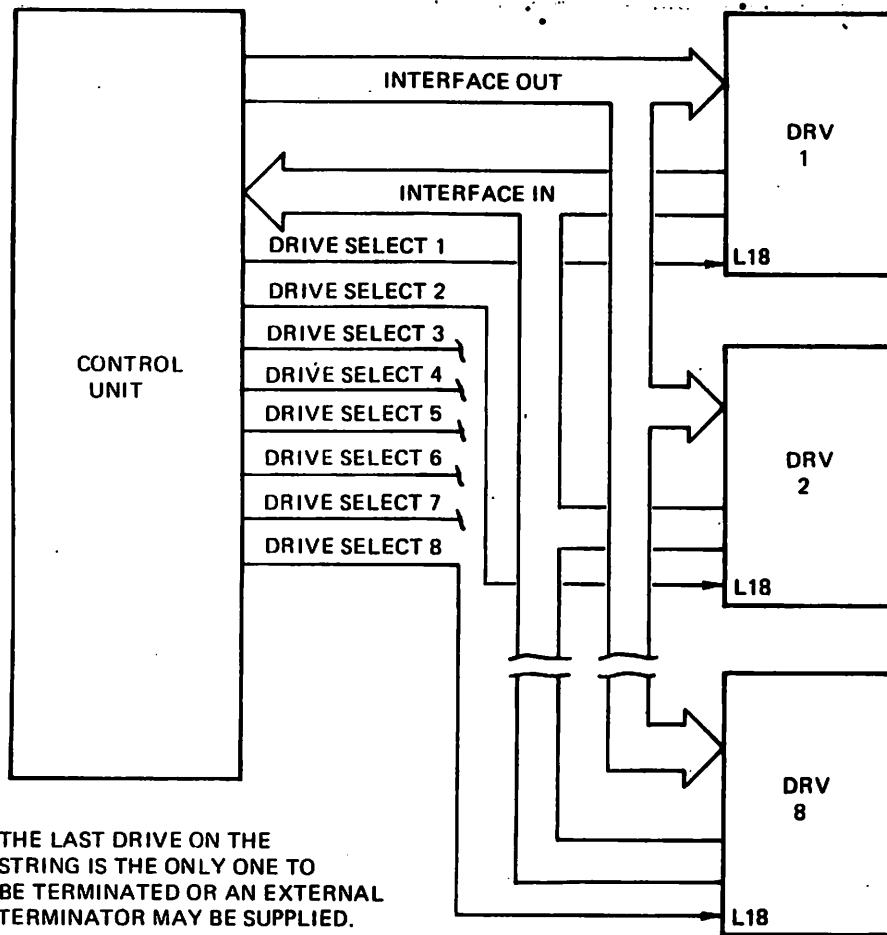 INTERFACE OUT
DRV
1
INTERFACE IN
DRIVE SELECT 1
L18
DRIVE SELECT 2
DRIVE SELECT 3
CONTROL
UNIT
DRIVE SELECT 4
DRIVE SELECT 5
DRIVE SELECT 6
DRV
2
DRIVE SELECT 7
DRIVE SELECT 8
L18
DRV
8
THE LAST DRIVE ON THE
STRING IS THE ONLY ONE TO
BE TERMINATED OR AN EXTERNAL
TERMINATOR MAY BE SUPPLIED.
L18